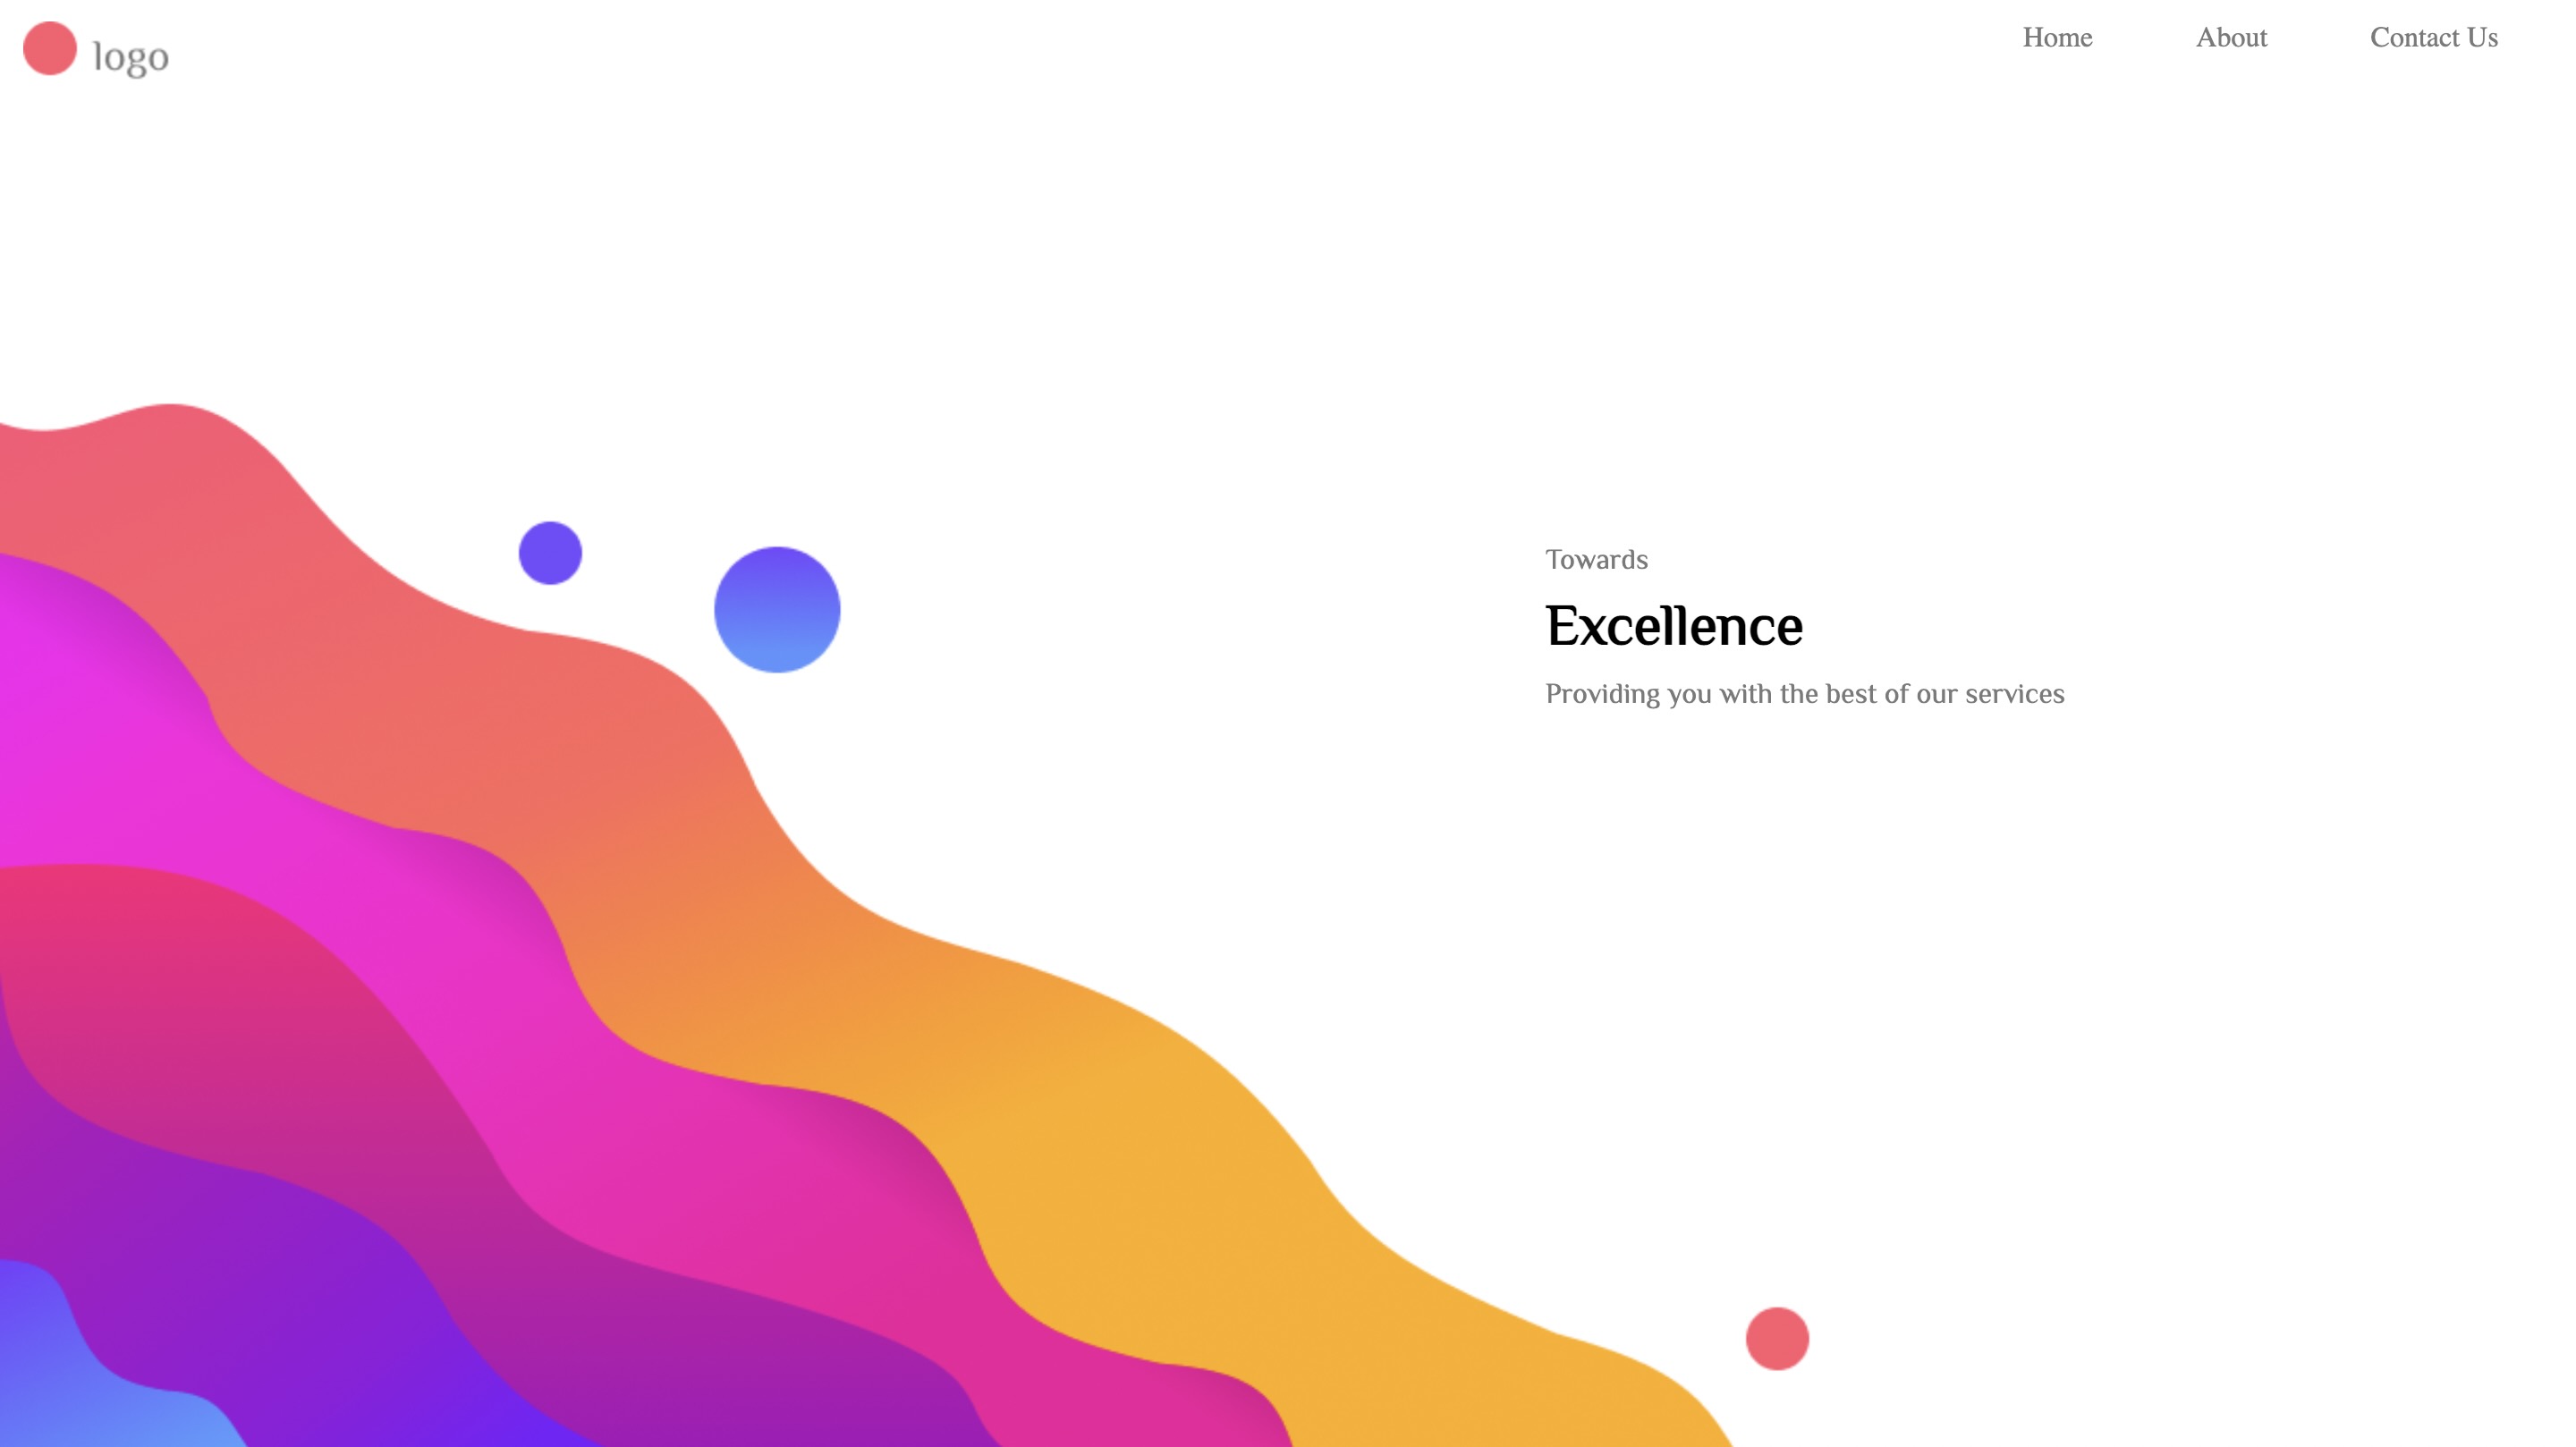 logo
Home About Contact Us
Towards
Excellence
Providing you with the best of our services